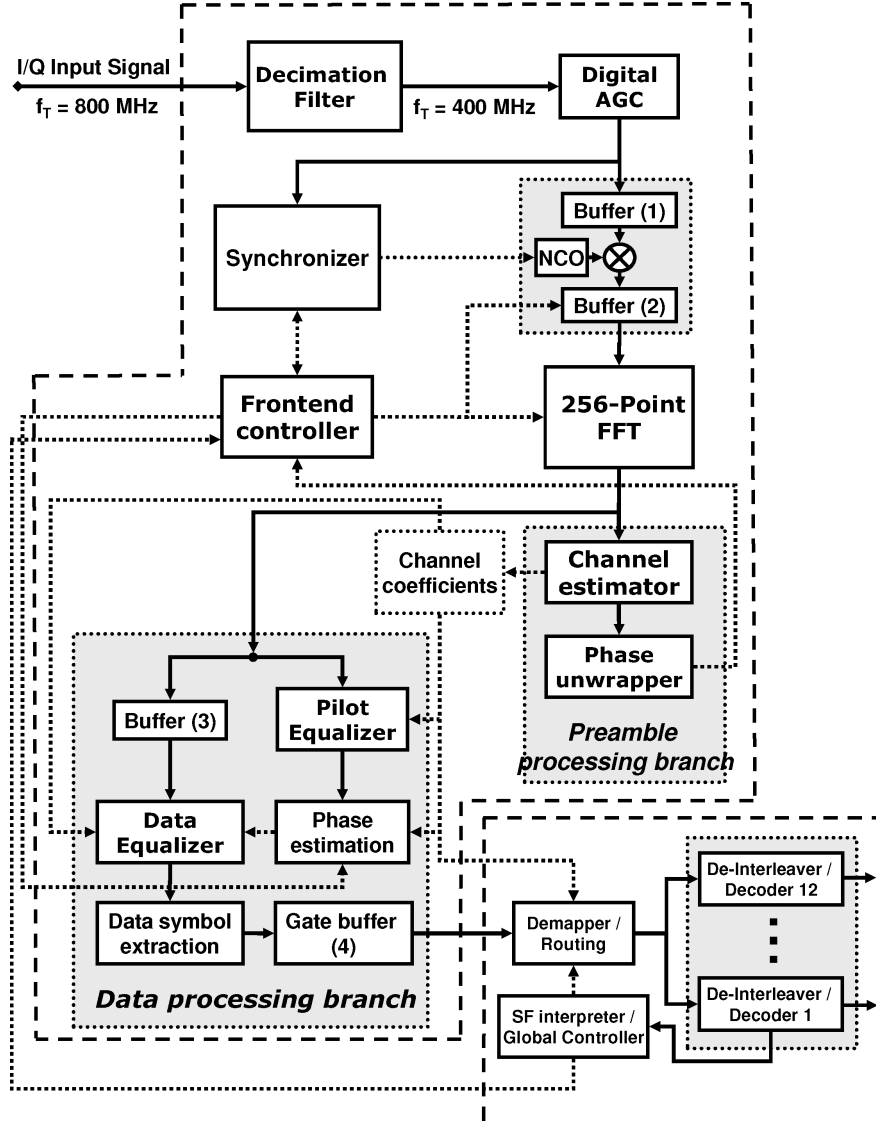 I/Q Input Signal
f_T = 800 MHz
Decimation
Filter
f_T = 400 MHz
Digital
AGC
Buffer (1)
Synchronizer
NCO
Buffer (2)
Frontend
controller
256-Point
FFT
Channel
coefficients
Channel
estimator
Phase
unwrapper
Preamble
processing branch
Buffer (3)
Pilot
Equalizer
Data
Equalizer
Phase
estimation
Data symbol
extraction
Gate buffer
(4)
Data processing branch
Demapper /
Routing
De-Interleaver /
Decoder 12
De-Interleaver /
Decoder 1
SF interpreter /
Global Controller